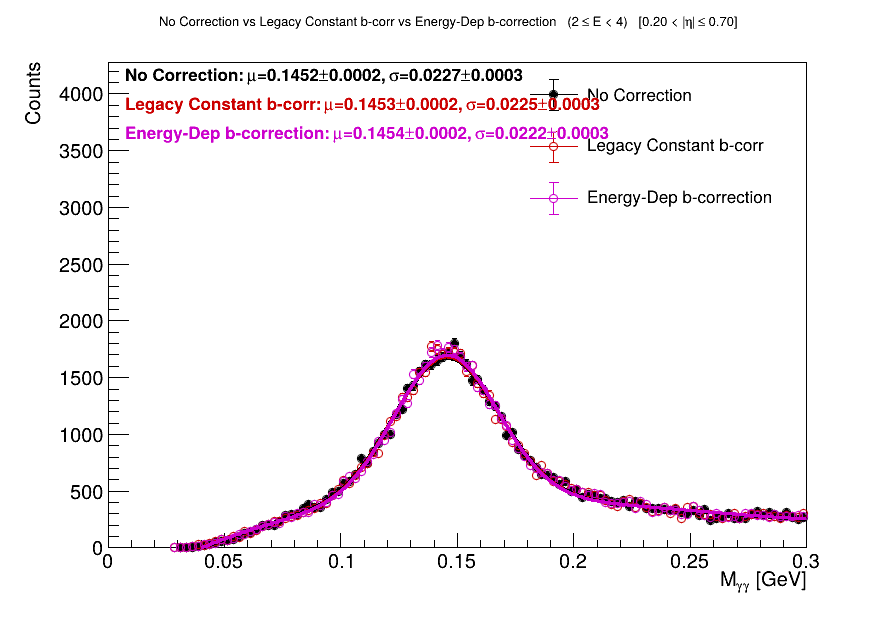 No Correction vs Legacy Constant b-corr vs Energy-Dep b-correction (2 ≤ E < 4) [0.20 < |η| ≤ 0.70]
Counts
No Correction: μ=0.1452±0.0002, σ=0.0227±0.0003
Legacy Constant b-corr: μ=0.1453±0.0002, σ=0.0225±0.0003
Energy-Dep b-correction: μ=0.1454±0.0002, σ=0.0222±0.0003
No Correction
Legacy Constant b-corr
Energy-Dep b-correction
4000
3500
3000
2500
2000
1500
1000
500
0
0 0.05 0.1 0.15 0.2 0.25 0.3
Mγγ [GeV]